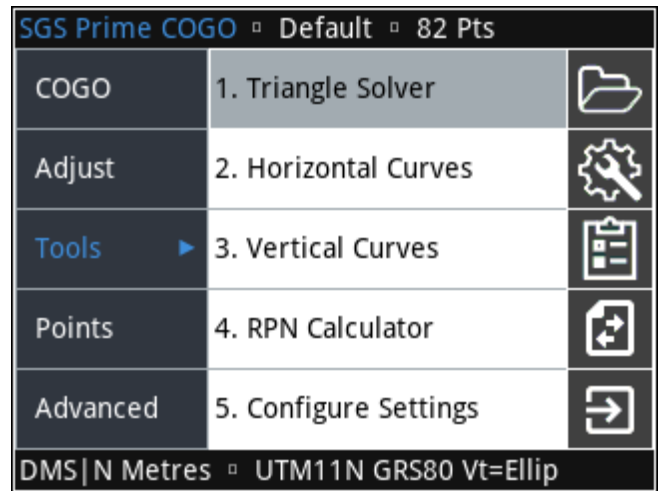 SGS Prime COGO ▫ Default ▫ 82 Pts
COGO
Adjust
Tools ▶
Points
Advanced
1. Triangle Solver
2. Horizontal Curves
3. Vertical Curves
4. RPN Calculator
5. Configure Settings
DMS|N Metres ▫ UTM11N GRS80 Vt=Ellip